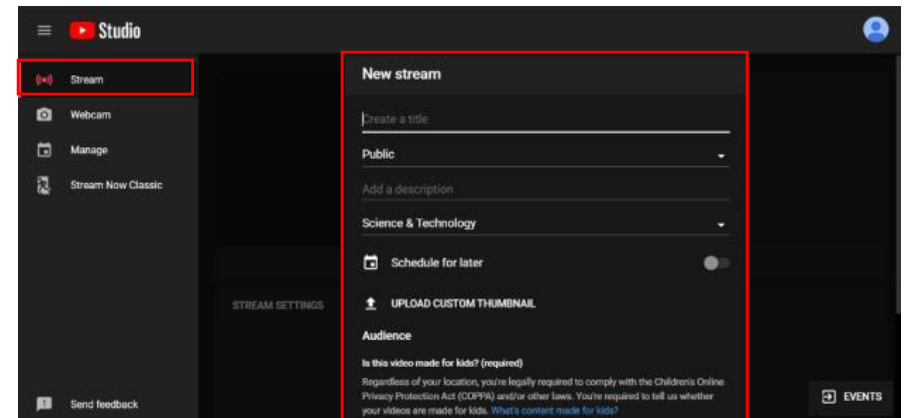 Studio
Stream
Webcam
Manage
Stream Now Classic
Send feedback
STREAM SETTINGS
New stream
Create a title
Public
Add a description
Science & Technology
Schedule for later
UPLOAD CUSTOM THUMBNAIL
Audience
Is this video made for kids? (required)
Regardless of your location, you're legally required to comply with the Children's Online
Privacy Protection Act (COPPA) and/or other laws. You're required to tell us whether
your videos are made for kids. What's content made for kids?
EVENTS